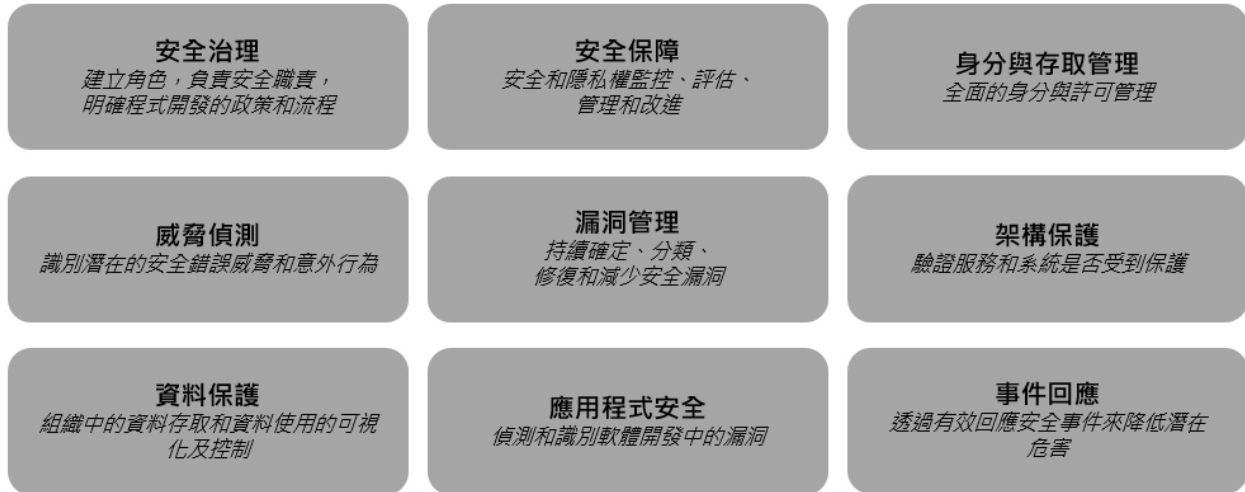 安全治理
建立角色，負責安全職責，
明確程式開發的政策和流程
安全保障
安全和隱私權監控、評估、
管理和改進
身分與存取管理
全面的身分與許可管理
威脅偵測
識別潛在的安全錯誤威脅和意外行為
漏洞管理
持續確定、分類、
修復和減少安全漏洞
架構保護
驗證服務和系統是否受到保護
資料保護
組織中的資料存取和資料使用的可視
化及控制
應用程式安全
偵測和識別軟體開發中的漏洞
事件回應
透過有效回應安全事件來降低潛在
危害